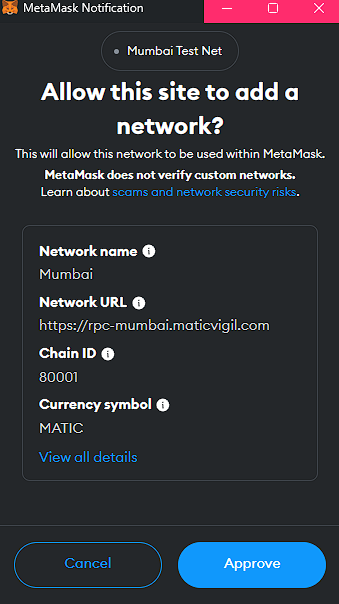 MetaMask Notification
Mumbai Test Net
Allow this site to add a
network?
This will allow this network to be used within MetaMask.
MetaMask does not verify custom networks.
Learn about scams and network security risks.
Network name
Mumbai
Network URL
https://rpc-mumbai.maticvigil.com
Chain ID
80001
Currency symbol
MATIC
View all details
Cancel
Approve